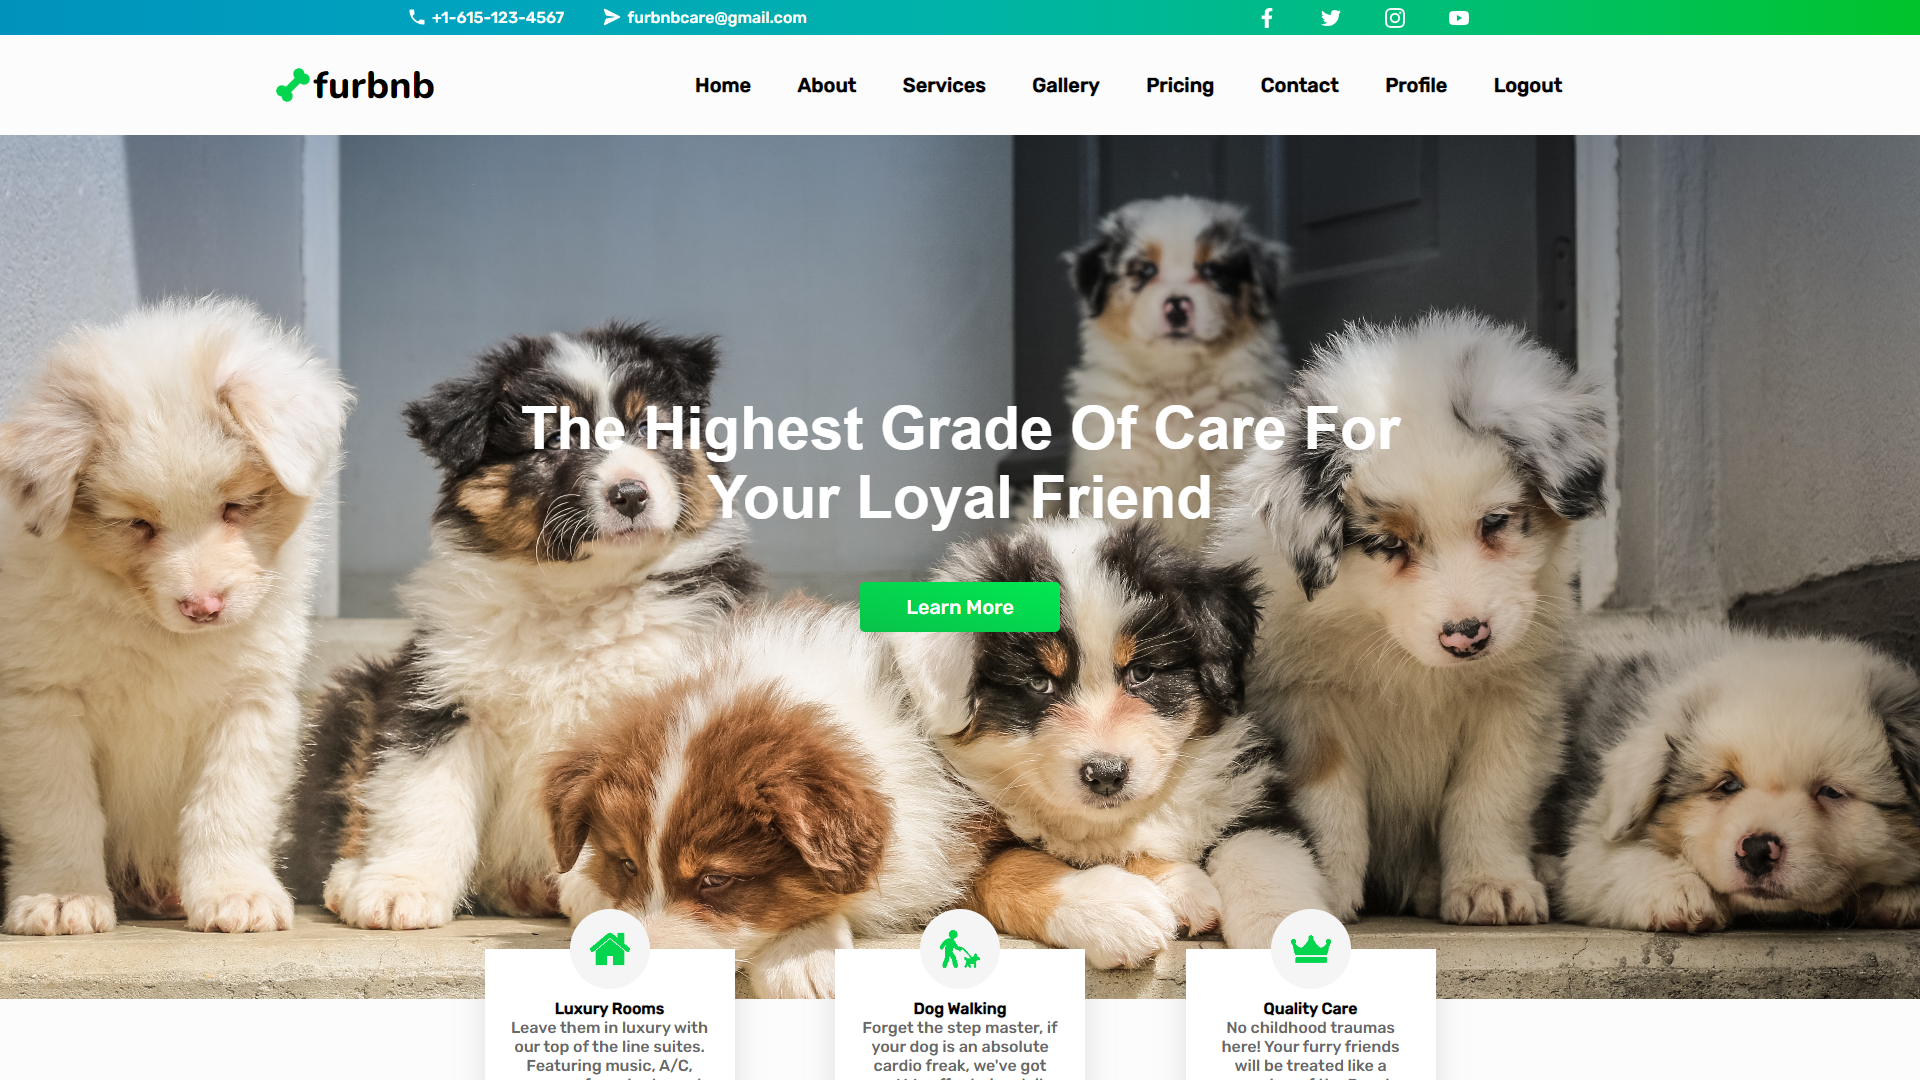 +1-615-123-4567 furbnbcare@gmail.com
furbnb
Home About Services Gallery Pricing Contact Profile Logout
The Highest Grade Of Care For
Your Loyal Friend
Learn More
Luxury Rooms
Leave them in luxury with
our top of the line suites.
Featuring music, A/C,
Dog Walking
Forget the step master, if
your dog is an absolute
cardio freak, we've got
Quality Care
No childhood traumas
here! Your furry friends
will be treated like a